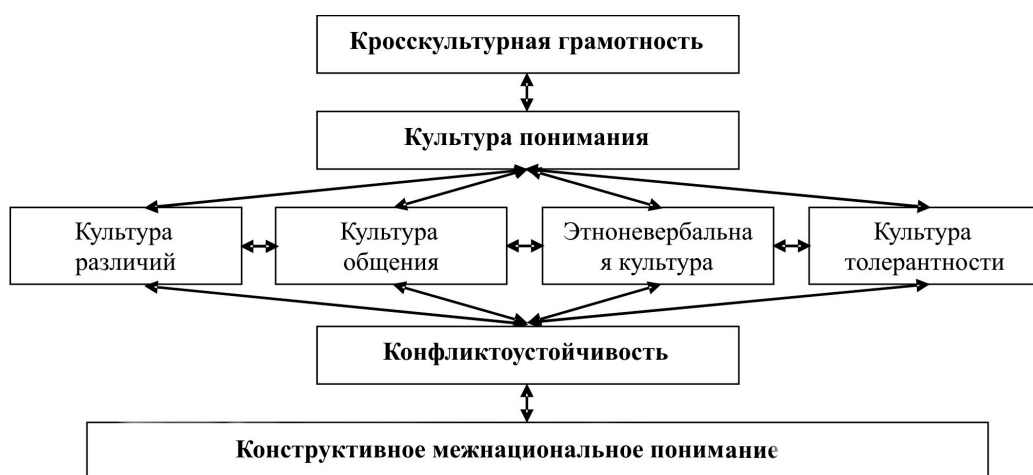 Кросскультурная грамотность
Культура понимания
Культура
различий
Культура
общения
Этноневербальна
я культура
Культура
толерантности
Конфликтоустойчивость
Конструктивное межнациональное понимание